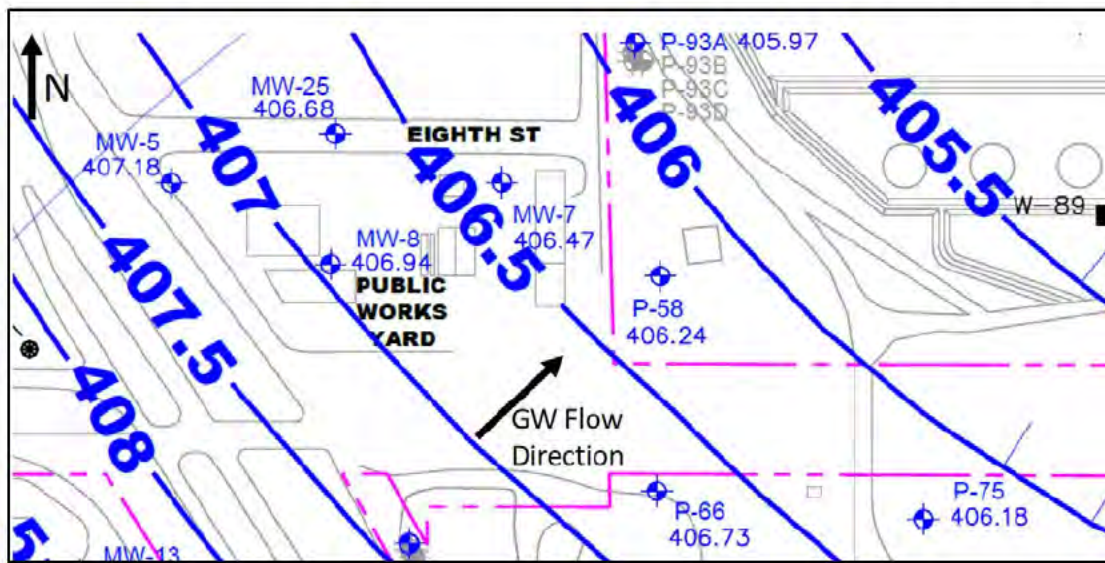 N
MW-25
406.68
EIGHTH ST
P-93A 405.97
P-93B
P-93C
P-93D
MW-5
407.18
407
406.5
406
405.5
W-89
MW-7
406.47
MW-8
406.94
PUBLIC
WORKS
YARD
P-58
406.24
407.5
408
GW Flow
Direction
P-66
406.73
P-75
406.18
MW-13
5